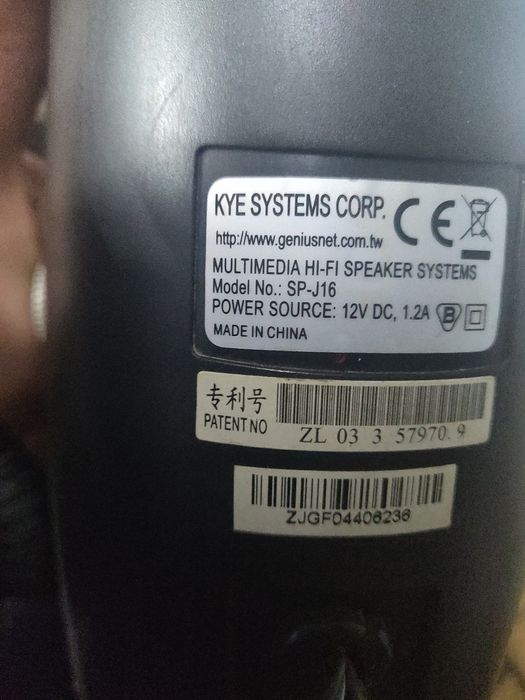 KYE SYSTEMS CORP. CE
http://www.geniusnet.com.tw
MULTIMEDIA HI-FI SPEAKER SYSTEMS
Model No.: SP-J16
POWER SOURCE: 12V DC, 1.2A B
MADE IN CHINA
专利号
PATENT NO
ZL 03 3 57970.9
ZJGF04406236